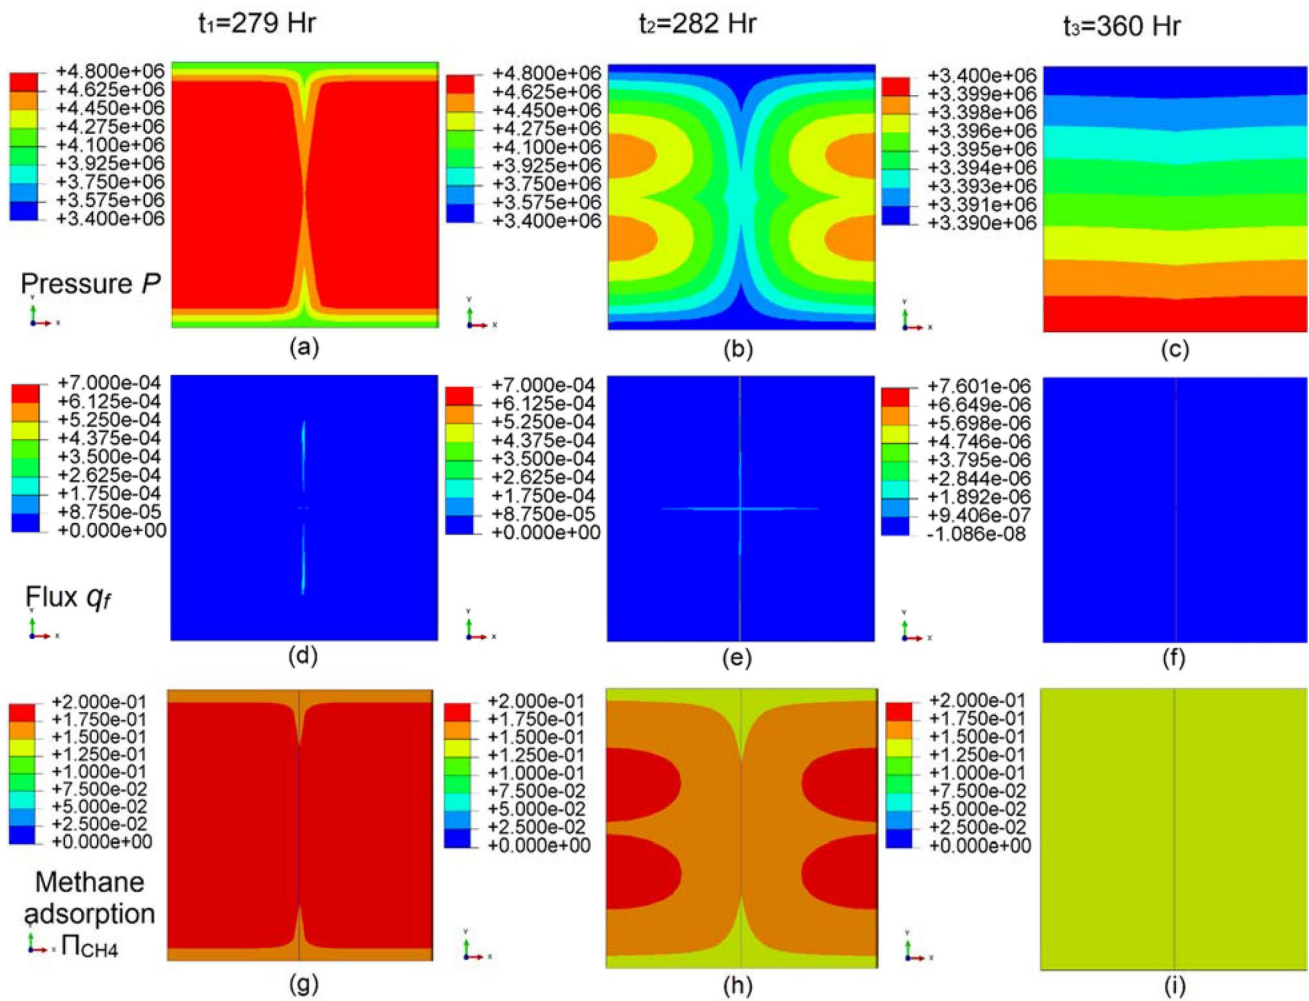 t₁=279 Hr
t₂=282 Hr
t₃=360 Hr
+4.800e+06
+4.625e+06
+4.450e+06
+4.275e+06
+4.100e+06
+3.925e+06
+3.750e+06
+3.575e+06
+3.400e+06
+4.800e+06
+4.625e+06
+4.450e+06
+4.275e+06
+4.100e+06
+3.925e+06
+3.750e+06
+3.575e+06
+3.400e+06
+3.400e+06
+3.399e+06
+3.398e+06
+3.396e+06
+3.395e+06
+3.394e+06
+3.393e+06
+3.391e+06
+3.390e+06
Pressure P
Y
X
Y
X
Y
X
(a)
(b)
(c)
+7.000e-04
+6.125e-04
+5.250e-04
+4.375e-04
+3.500e-04
+2.625e-04
+1.750e-04
+8.750e-05
+0.000e+00
+7.000e-04
+6.125e-04
+5.250e-04
+4.375e-04
+3.500e-04
+2.625e-04
+1.750e-04
+8.750e-05
+0.000e+00
+7.601e-06
+6.649e-06
+5.698e-06
+4.746e-06
+3.795e-06
+2.844e-06
+1.892e-06
+9.406e-07
-1.086e-08
Flux qf
Y
X
Y
X
Y
X
(d)
(e)
(f)
+2.000e-01
+1.750e-01
+1.500e-01
+1.250e-01
+1.000e-01
+7.500e-02
+5.000e-02
+2.500e-02
+0.000e+00
+2.000e-01
+1.750e-01
+1.500e-01
+1.250e-01
+1.000e-01
+7.500e-02
+5.000e-02
+2.500e-02
+0.000e+00
+2.000e-01
+1.750e-01
+1.500e-01
+1.250e-01
+1.000e-01
+7.500e-02
+5.000e-02
+2.500e-02
+0.000e+00
Methane
adsorption
ΠCH4
Y
X
Y
X
Y
X
(g)
(h)
(i)